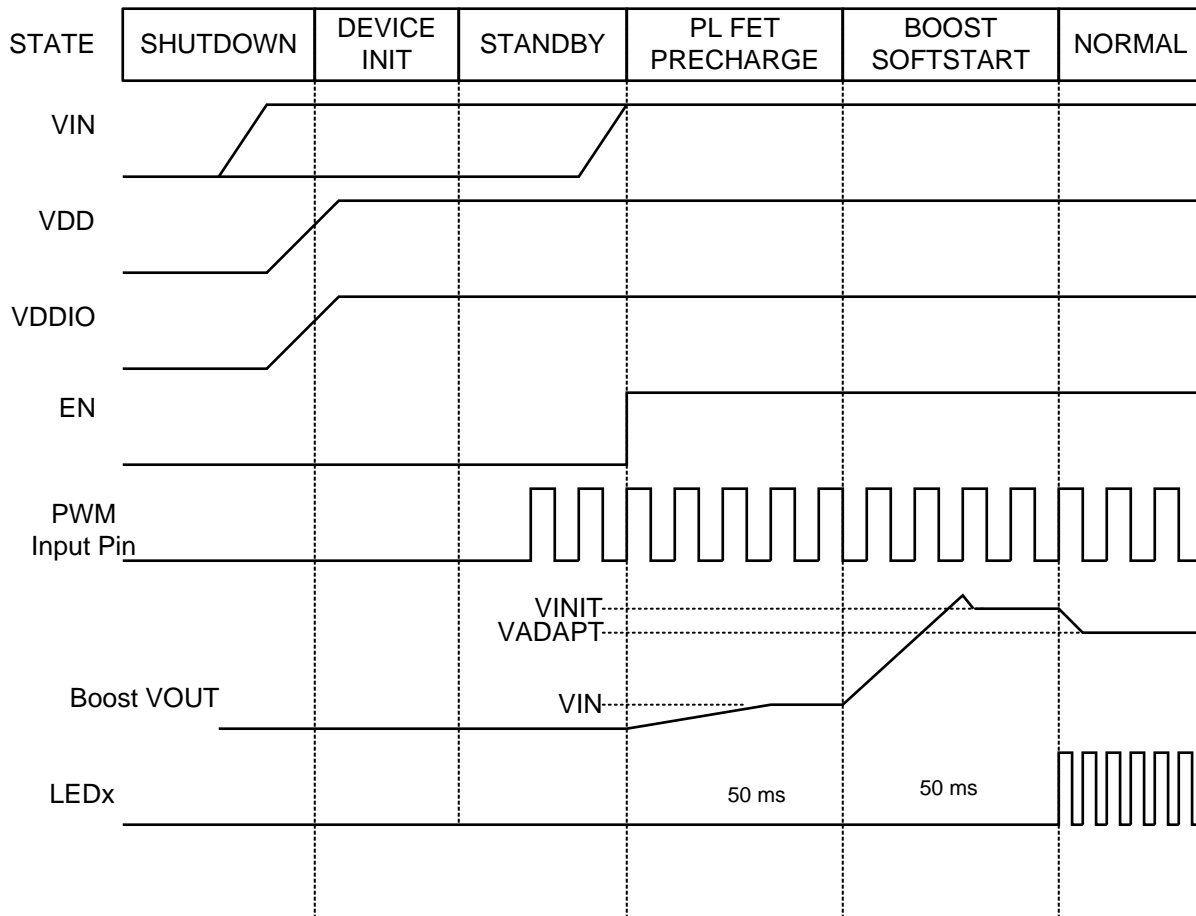 STATE
SHUTDOWN
DEVICE
INIT
STANDBY
PL FET
PRECHARGE
BOOST
SOFTSTART
NORMAL
VIN
VDD
VDDIO
EN
PWM
Input Pin
VINIT
VADAPT
Boost VOUT
VIN
LEDx
50 ms
50 ms